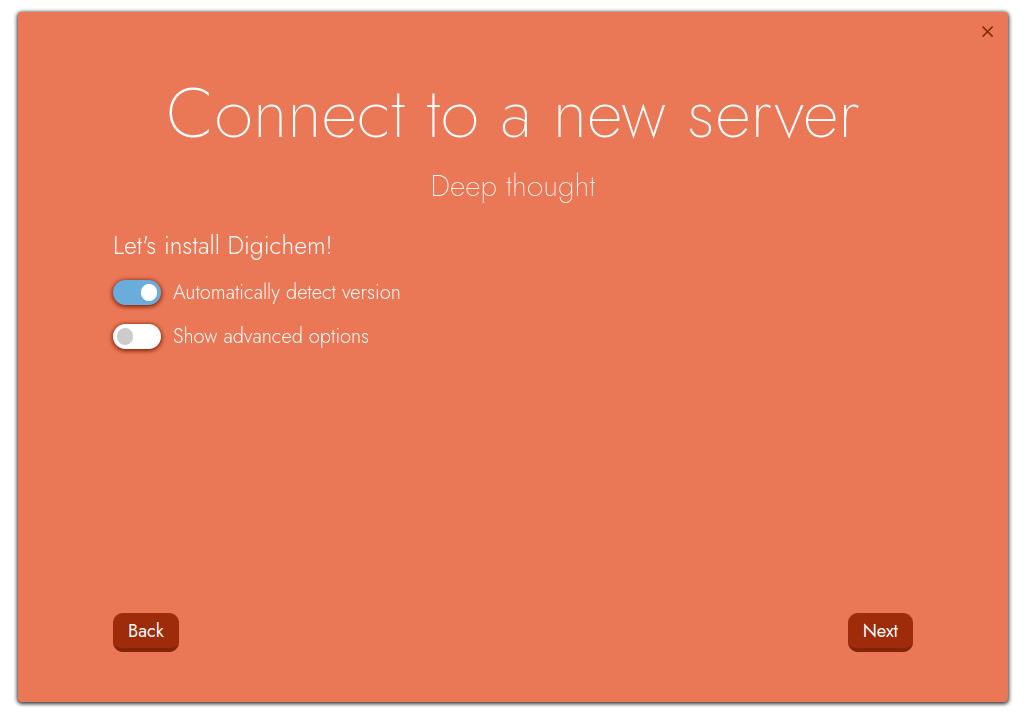 Connect to a new server
Deep thought
Let's install Digichem!
Automatically detect version
Show advanced options
Back
Next